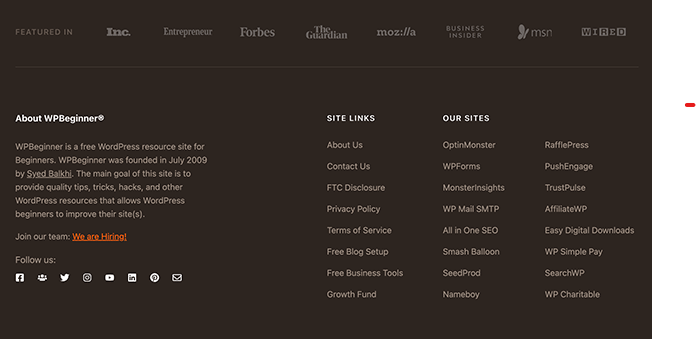 FEATURED IN
Inc.
Entrepreneur
Forbes
The Guardian
moz://a
BUSINESS INSIDER
msn
WIRED
About WPBeginner®
WPBeginner is a free WordPress resource site for
Beginners. WPBeginner was founded in July 2009
by Syed Balkhi. The main goal of this site is to
provide quality tips, tricks, hacks, and other
WordPress resources that allows WordPress
beginners to improve their site(s).
Join our team: We are Hiring!
Follow us:
SITE LINKS
About Us
Contact Us
FTC Disclosure
Privacy Policy
Terms of Service
Free Blog Setup
Free Business Tools
Growth Fund
OUR SITES
OptinMonster
WPForms
MonsterInsights
WP Mail SMTP
All in One SEO
Smash Balloon
SeedProd
Nameboy
RafflePress
PushEngage
TrustPulse
AffiliateWP
Easy Digital Downloads
WP Simple Pay
SearchWP
WP Charitable